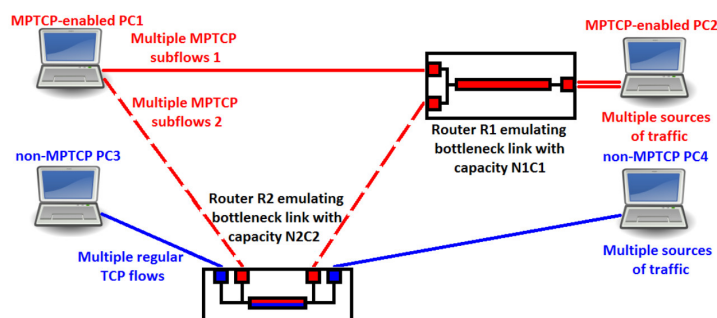 MPTCP-enabled PC1
Multiple MPTCP
subflows 1
Multiple MPTCP
subflows 2
MPTCP-enabled PC2
Multiple sources
of traffic
Router R1 emulating
bottleneck link with
capacity N1C1
non-MPTCP PC3
Router R2 emulating
bottleneck link with
capacity N2C2
non-MPTCP PC4
Multiple regular
TCP flows
Multiple sources
of traffic